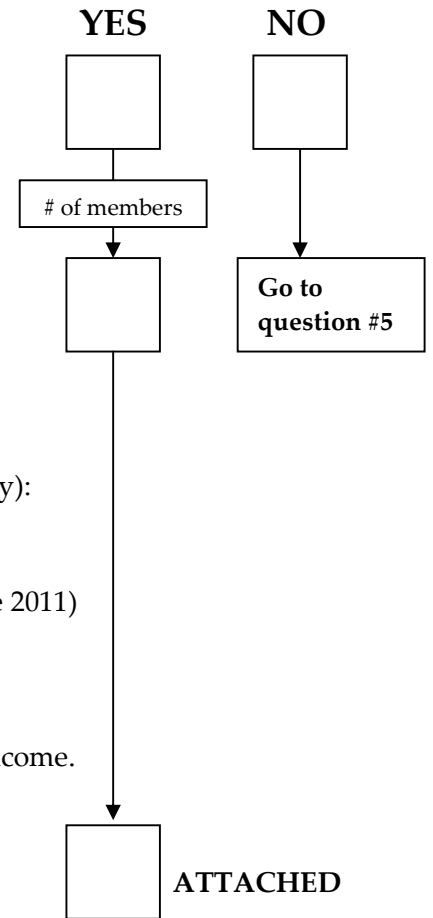 YES NO
# of members
Go to
question #5
y):
e 2011)
come.
ATTACHED